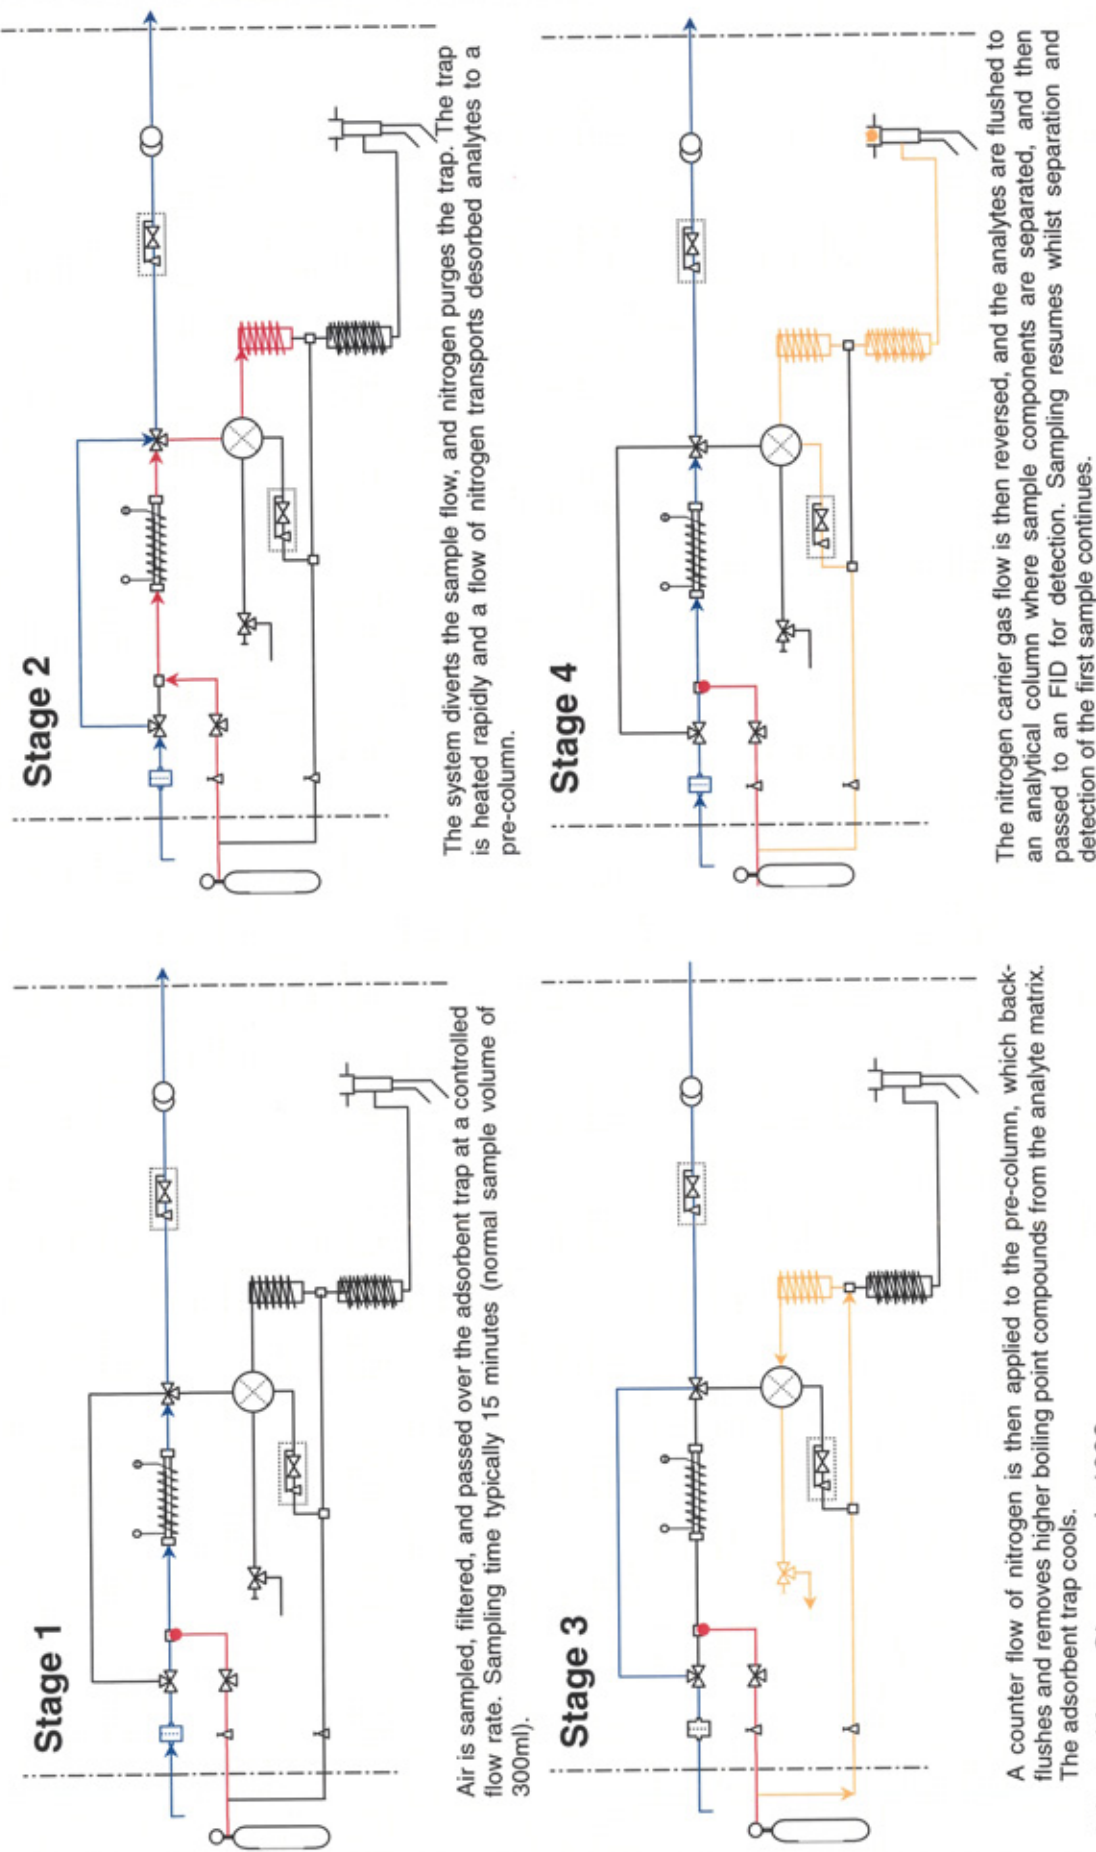 Stage 1
Air is sampled, filtered, and passed over the adsorbent trap at a controlled
flow rate. Sampling time typically 15 minutes (normal sample volume of
300ml).
Stage 2
The system diverts the sample flow, and nitrogen purges the trap. The trap
is heated rapidly and a flow of nitrogen transports desorbed analytes to a
pre-column.
Stage 3
A counter flow of nitrogen is then applied to the pre-column, which back-
flushes and removes higher boiling point compounds from the analyte matrix.
The adsorbent trap cools.
Stage 4
The nitrogen carrier gas flow is then reversed, and the analytes are flushed to
an analytical column where sample components are separated, and then
passed to an FID for detection. Sampling resumes whilst separation and
detection of the first sample continues.